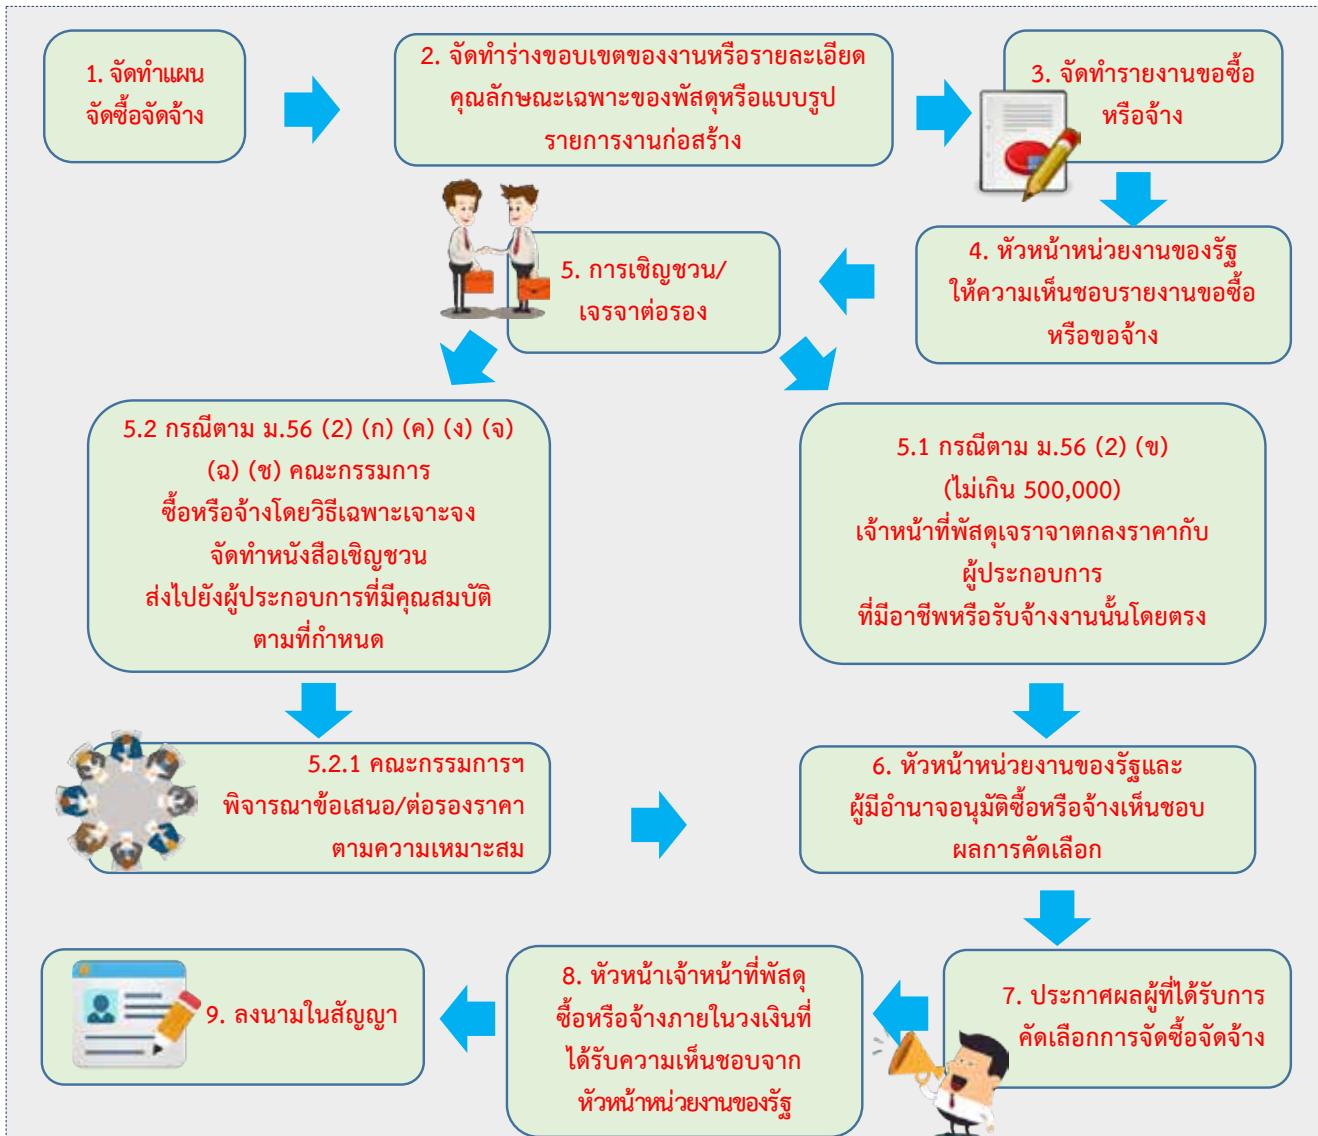 1. จัดทำแผน
จัดซื้อจัดจ้าง
2. จัดทำร่างขอบเขตของงานหรือรายละเอียด
คุณลักษณะเฉพาะของพัสดุหรือแบบรูป
รายการงานก่อสร้าง
3. จัดทำรายงานขอซื้อ
หรือจ้าง
4. หัวหน้าหน่วยงานของรัฐ
ให้ความเห็นชอบรายงานขอซื้อ
หรือขอจ้าง
5. การเชิญชวน/
เจรจาต่อรอง
5.2 กรณีตาม ม.56 (2) (ก) (ค) (ง) (จ)
(ฉ) (ช) คณะกรรมการ
ซื้อหรือจ้างโดยวิธีเฉพาะเจาะจง
จัดทำหนังสือเชิญชวน
ส่งไปยังผู้ประกอบการที่มีคุณสมบัติ
ตามที่กำหนด
5.1 กรณีตาม ม.56 (2) (ข)
(ไม่เกิน 500,000)
เจ้าหน้าที่พัสดุเจราจาตกลงราคากับ
ผู้ประกอบการ
ที่มีอาชีพหรือรับจ้างงานนั้นโดยตรง
5.2.1 คณะกรรมการฯ
พิจารณาข้อเสนอ/ต่อรองราคา
ตามความเหมาะสม
6. หัวหน้าหน่วยงานของรัฐและ
ผู้มีอำนาจอนุมัติซื้อหรือจ้างเห็นชอบ
ผลการคัดเลือก
7. ประกาศผลผู้ที่ได้รับการ
คัดเลือกการจัดซื้อจัดจ้าง
8. หัวหน้าเจ้าหน้าที่พัสดุ
ซื้อหรือจ้างภายในวงเงินที่
ได้รับความเห็นชอบจาก
หัวหน้าหน่วยงานของรัฐ
9. ลงนามในสัญญา